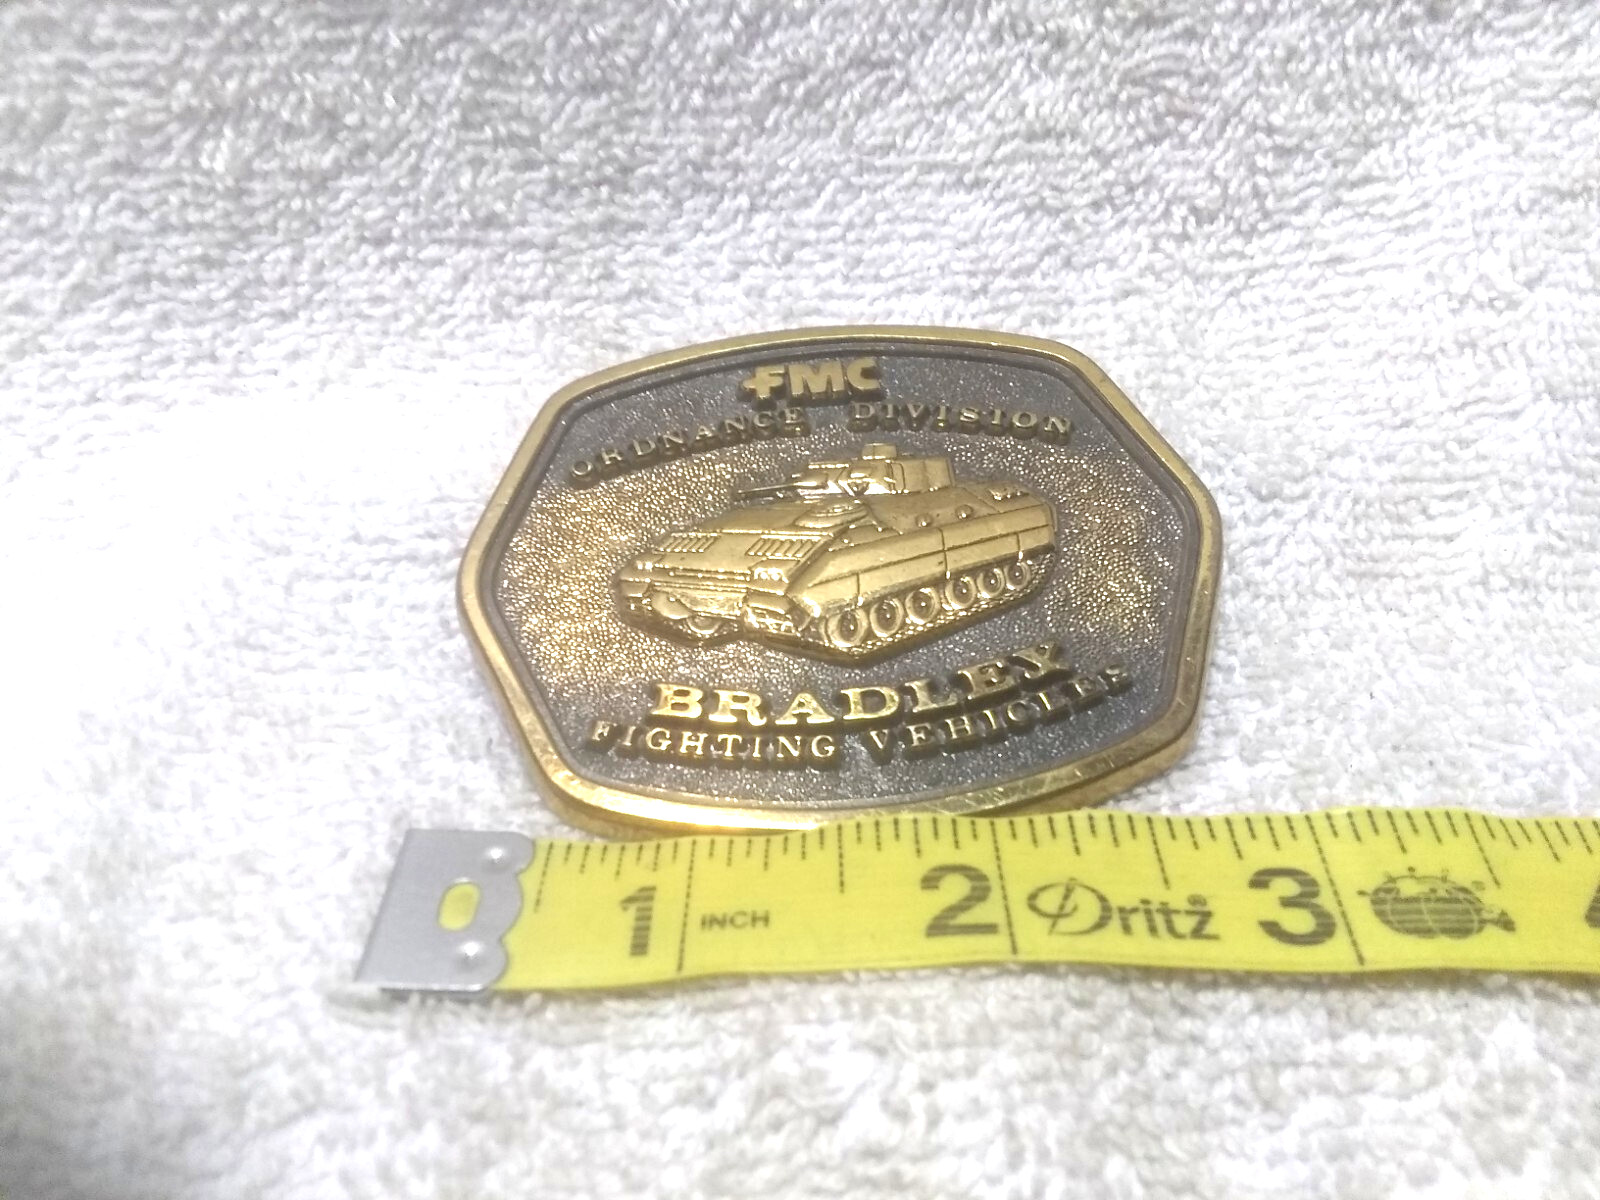 FMC
ORDNANCE DIVISION
BRADLEY
FIGHTING VEHICLES
1 INCH 2 Dritz® 3